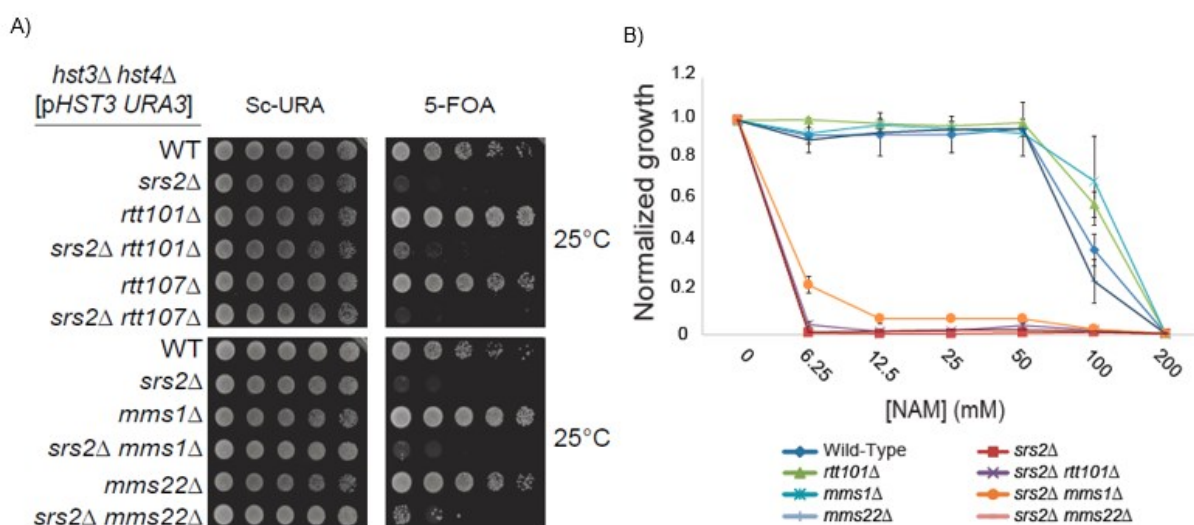 A)
hst3Δ hst4Δ
[pHST3 URA3]
Sc-URA
5-FOA
WT
srs2Δ
rtt101Δ
srs2Δ rtt101Δ
rtt107Δ
srs2Δ rtt107Δ
25°C
WT
srs2Δ
mms1Δ
srs2Δ mms1Δ
mms22Δ
srs2Δ mms22Δ
25°C
B)
Normalized growth
1.2
1.0
0.8
0.6
0.4
0.2
0
0 6.25 12.5 25 50 100 200
[NAM] (mM)
Wild-Type
srs2Δ
rtt101Δ
srs2Δ rtt101Δ
mms1Δ
srs2Δ mms1Δ
mms22Δ
srs2Δ mms22Δ